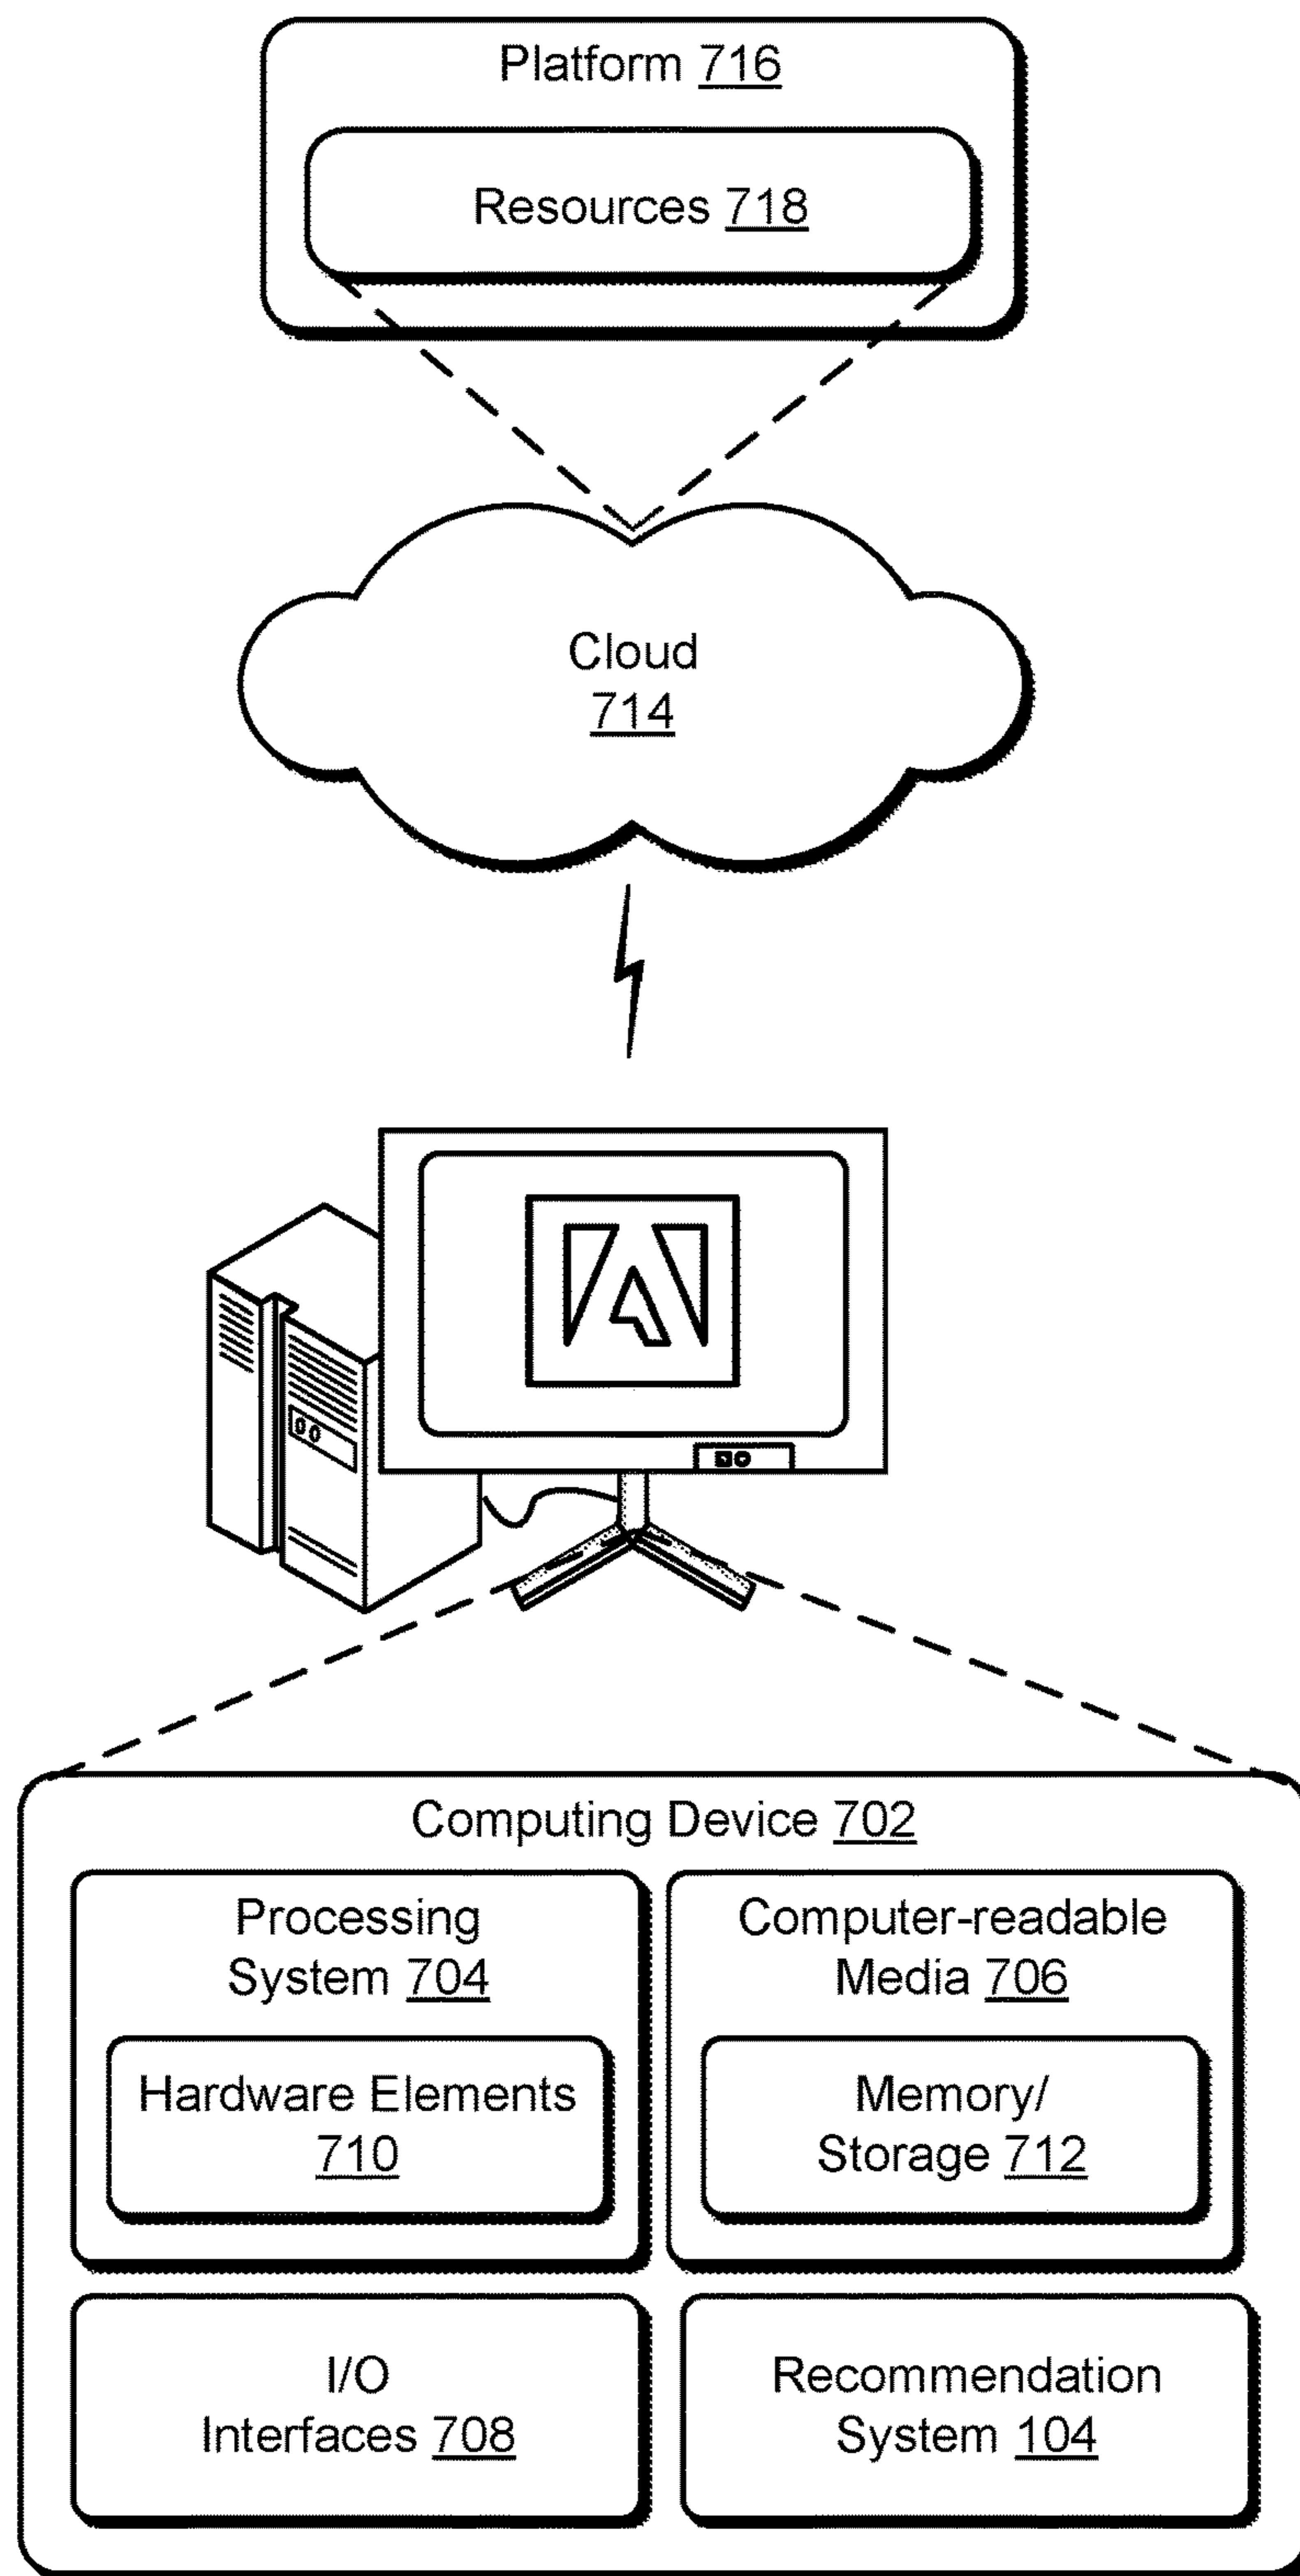 Platform 716
Resources 718
Cloud
714
Computing Device 702
Processing
System 704
Hardware Elements
710
Computer-readable
Media 706
Memory/
Storage 712
I/O
Interfaces 708
Recommendation
System 104